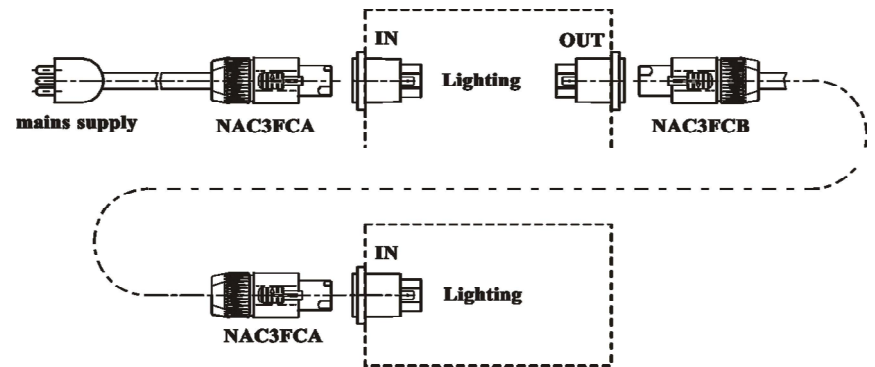 IN
OUT
Lighting
mains supply
NAC3FCA
NAC3FCB
IN
Lighting
NAC3FCA